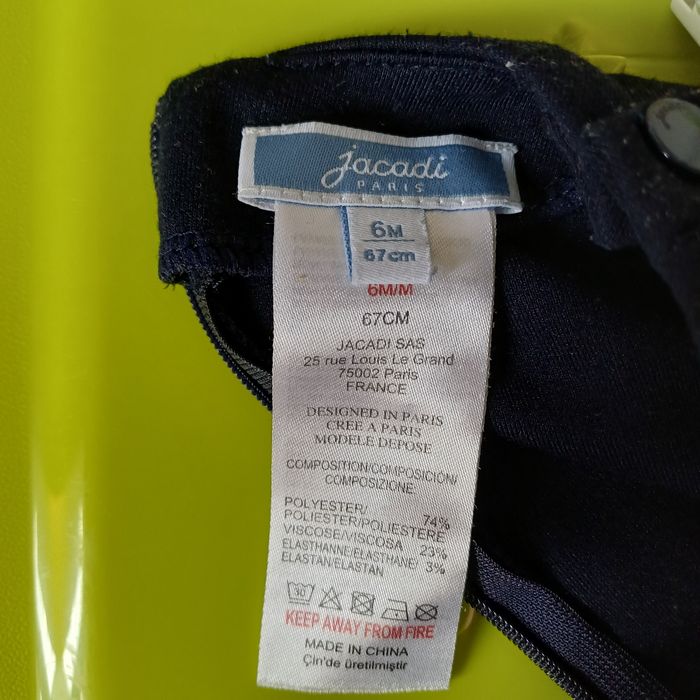 jacadi
PARIS
6M
67cm
6M/M
67CM
JACADI SAS
25 rue Louis Le Grand
75002 Paris
FRANCE
DESIGNED IN PARIS
CREE A PARIS
MODELE DEPOSE
COMPOSITION/COMPOSICIÓN/
COMPOSIZIONE:
POLYESTER/
POLIESTER/POLIESTERE 74%
VISCOSE/VISCOSA 23%
ELASTHANNE/ELASTHANE/ 3%
ELASTAN/ELASTAN
30
KEEP AWAY FROM FIRE
MADE IN CHINA
Çin'de üretilmiştir